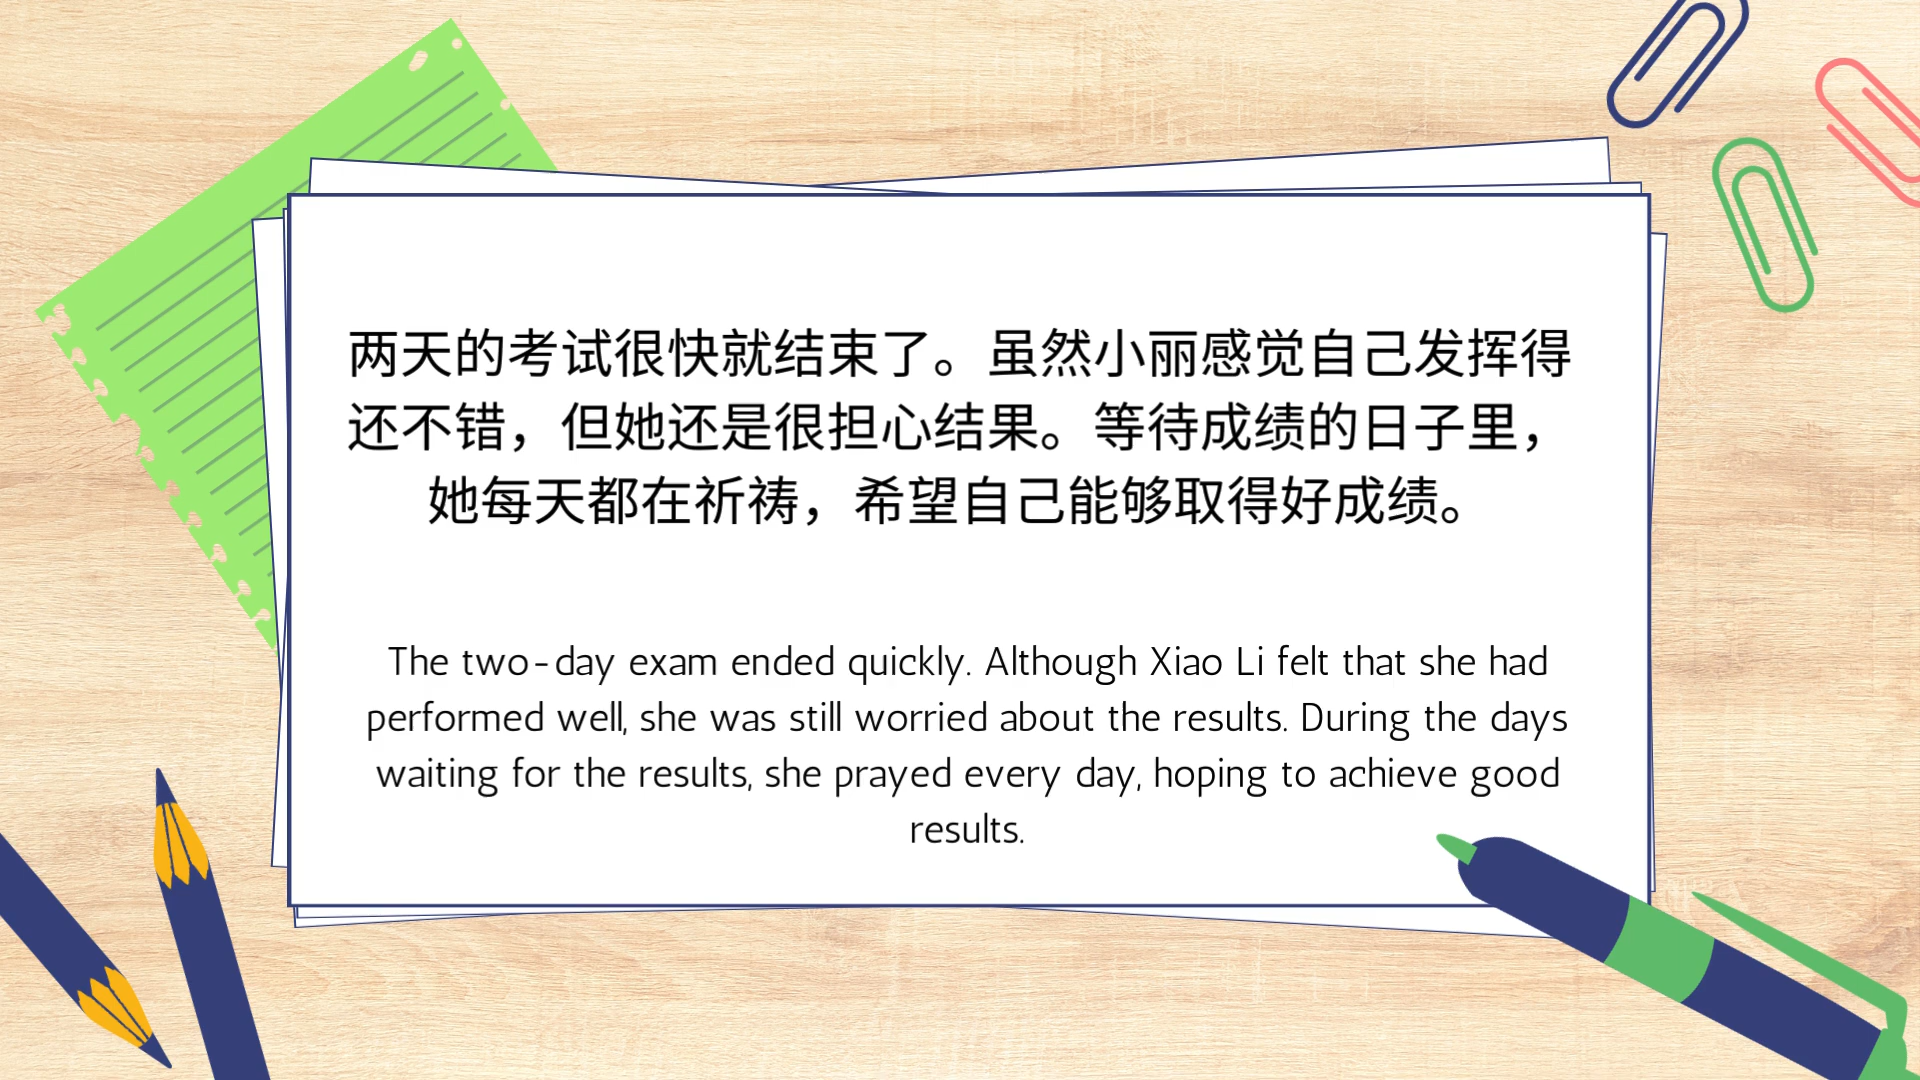 两天的考试很快就结束了。虽然小丽感觉自己发挥得
还不错，但她还是很担心结果。等待成绩的日子里，
她每天都在祈祷，希望自己能够取得好成绩。
The two-day exam ended quickly. Although Xiao Li felt that she had
performed well, she was still worried about the results. During the days
waiting for the results, she prayed every day, hoping to achieve good
results.